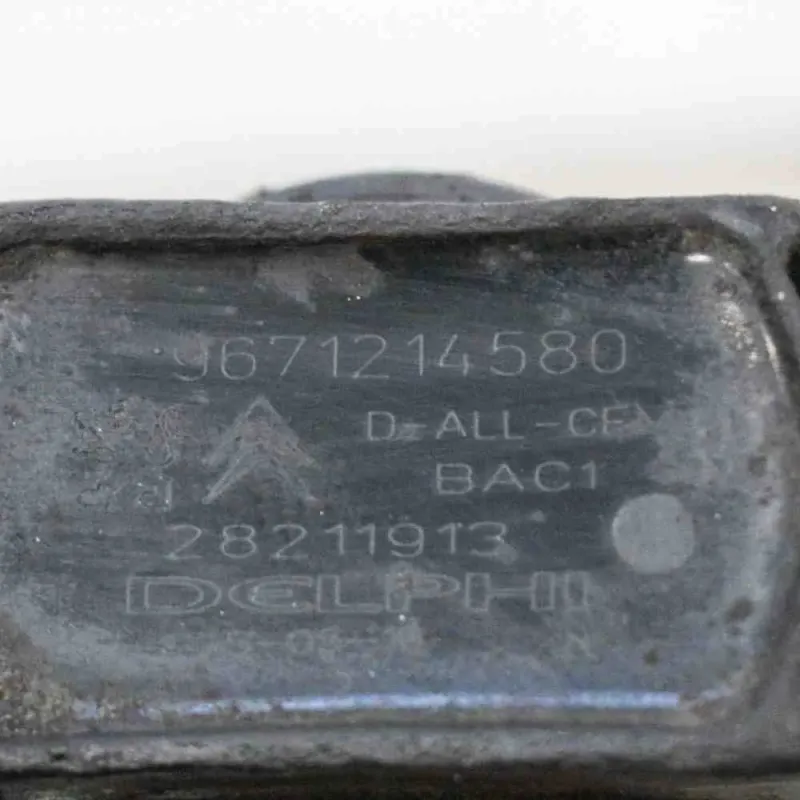 9671214580
D-ALL-CE
BAC1
28211913
DELPHI